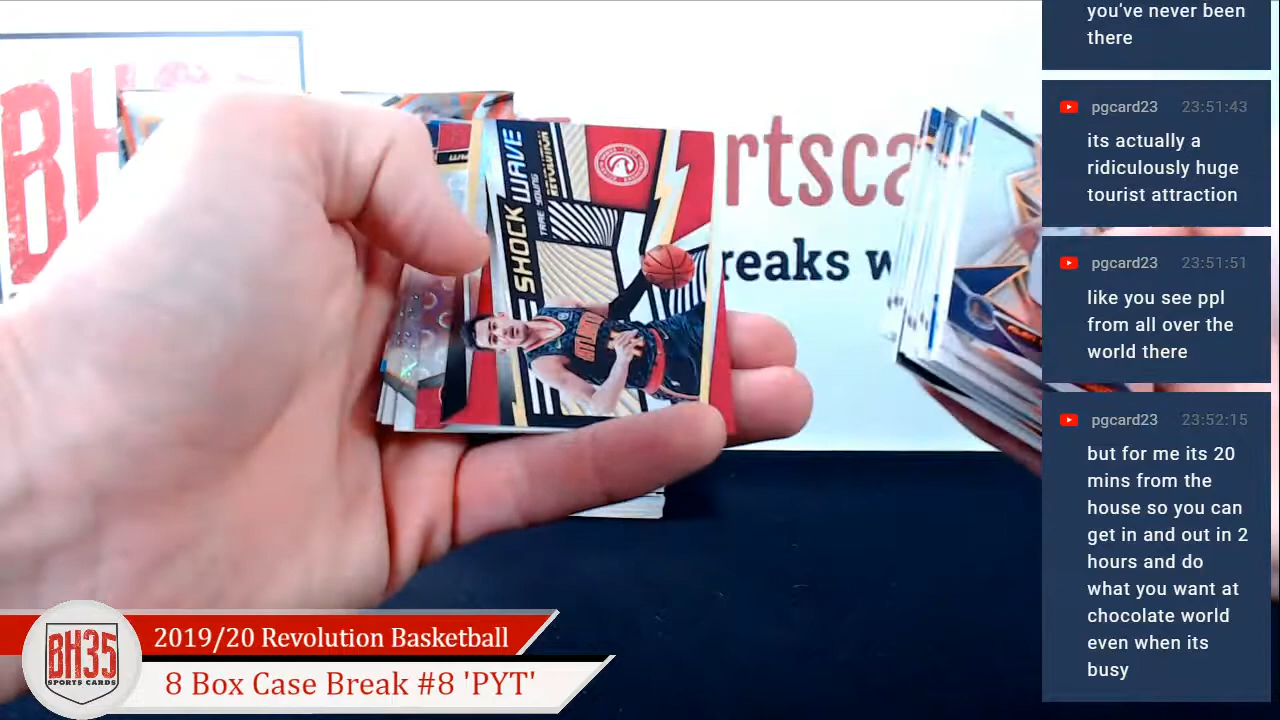 you've never been
there
pgcard23 23:51:43
its actually a
ridiculously huge
tourist attraction
pgcard23 23:51:51
like you see ppl
from all over the
world there
pgcard23 23:52:15
but for me its 20
mins from the
house so you can
get in and out in 2
hours and do
what you want at
chocolate world
even when its
busy
BH
rtsca
reaks w
SHOCK WAVE
TRAE YOUNG
REVOLUTION
ATLANTA
BH35
SPORTS CARDS
2019/20 Revolution Basketball
8 Box Case Break #8 'PYT'